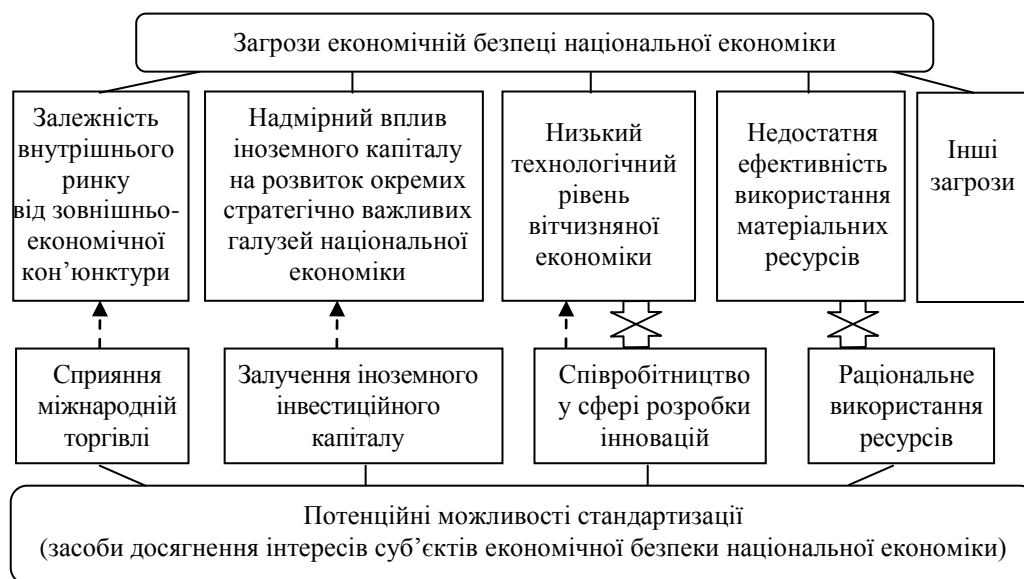 Загрози економічній безпеці національної економіки
Залежність
внутрішнього
ринку
від зовнішньо-
економічної
кон’юнктури
Надмірний вплив
іноземного капіталу
на розвиток окремих
стратегічно важливих
галузей національної
економіки
Низький
технологічний
рівень
вітчизняної
економіки
Недостатня
ефективність
використання
матеріальних
ресурсів
Інші
загрози
Сприяння
міжнародній
торгівлі
Залучення іноземного
інвестиційного
капіталу
Співробітництво
у сфері розробки
інновацій
Раціональне
використання
ресурсів
Потенційні можливості стандартизації
(засоби досягнення інтересів суб’єктів економічної безпеки національної економіки)